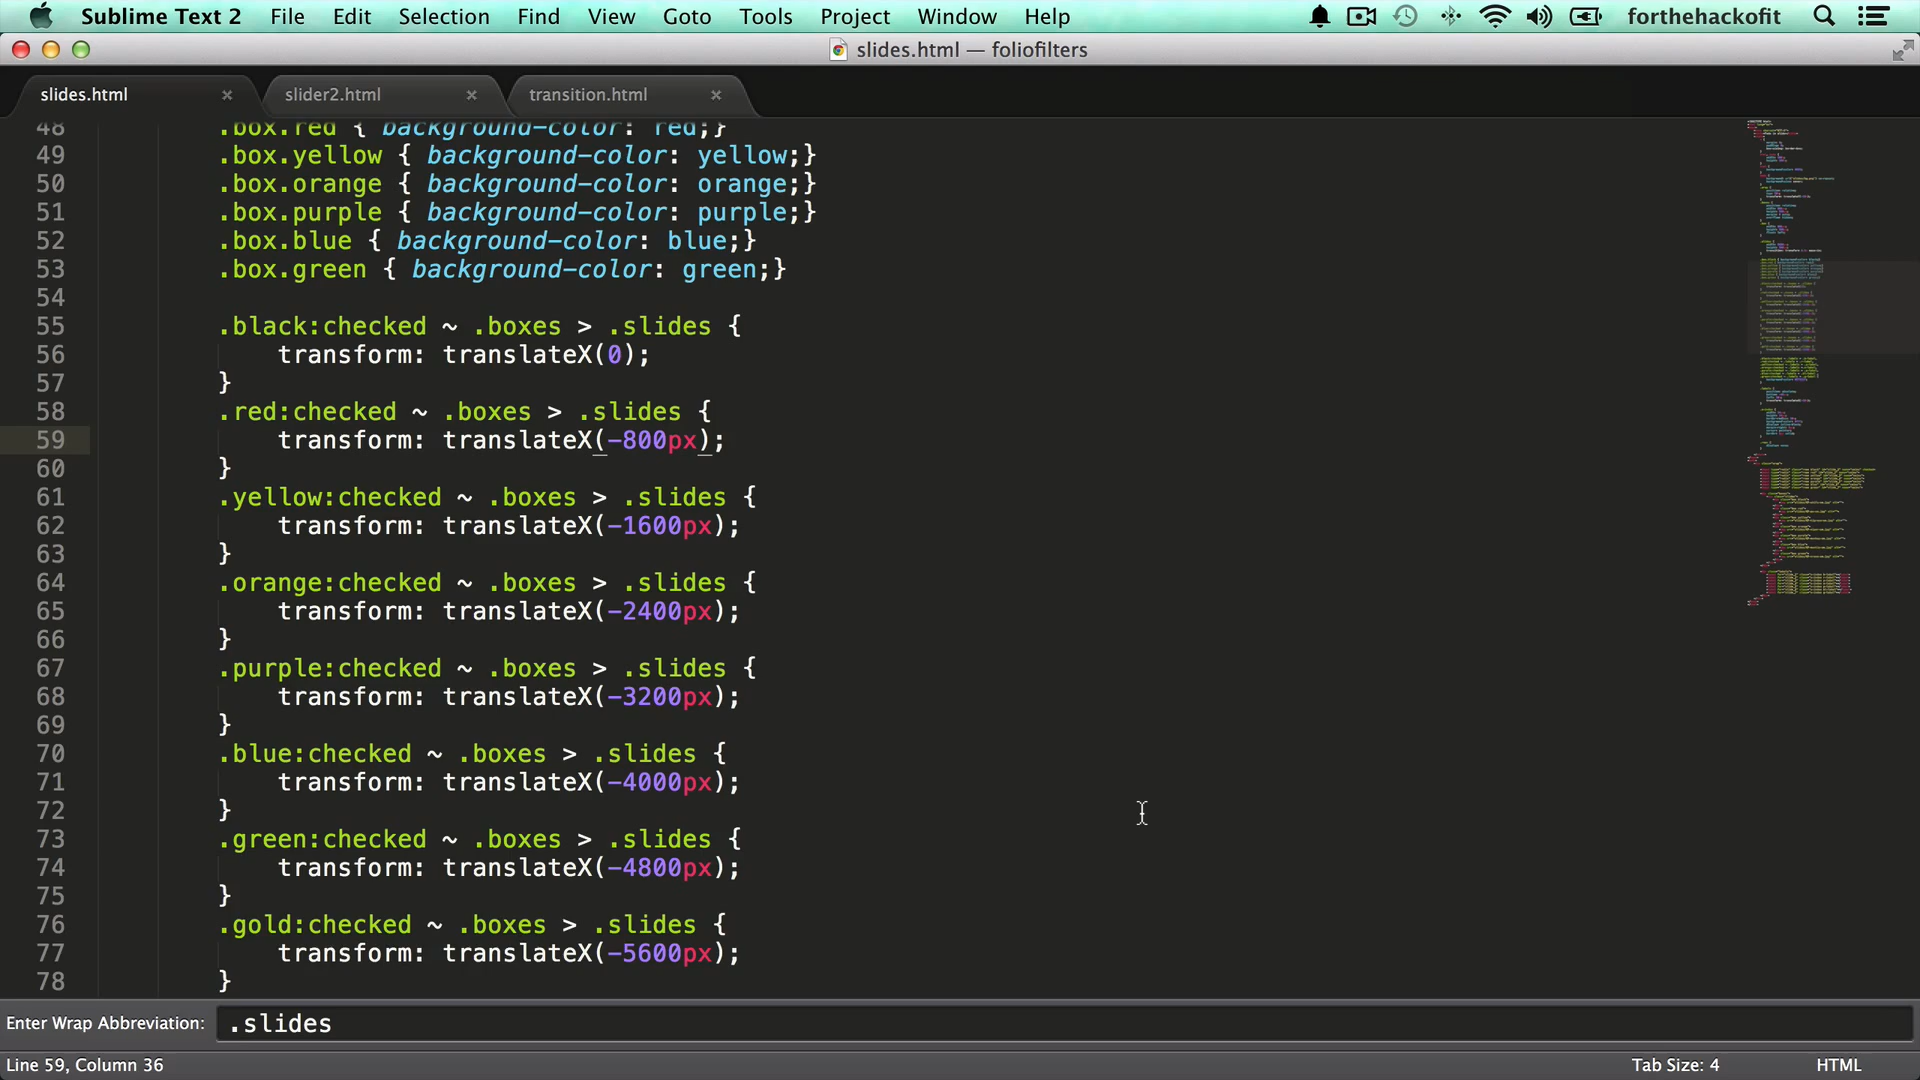 Sublime Text 2 File Edit Selection Find View Goto Tools Project Window Help forthehackofit
slides.html — foliofilters
slides.html × slider2.html × transition.html ×
48 .box.red { background-color: red;}
49 .box.yellow { background-color: yellow;}
50 .box.orange { background-color: orange;}
51 .box.purple { background-color: purple;}
52 .box.blue { background-color: blue;}
53 .box.green { background-color: green;}
54
55 .black:checked ~ .boxes > .slides {
56 transform: translateX(0);
57 }
58 .red:checked ~ .boxes > .slides {
59 transform: translateX(-800px);
60 }
61 .yellow:checked ~ .boxes > .slides {
62 transform: translateX(-1600px);
63 }
64 .orange:checked ~ .boxes > .slides {
65 transform: translateX(-2400px);
66 }
67 .purple:checked ~ .boxes > .slides {
68 transform: translateX(-3200px);
69 }
70 .blue:checked ~ .boxes > .slides {
71 transform: translateX(-4000px);
72 }
73 .green:checked ~ .boxes > .slides {
74 transform: translateX(-4800px);
75 }
76 .gold:checked ~ .boxes > .slides {
77 transform: translateX(-5600px);
78 }
Enter Wrap Abbreviation: .slides
Line 59, Column 36 Tab Size: 4 HTML